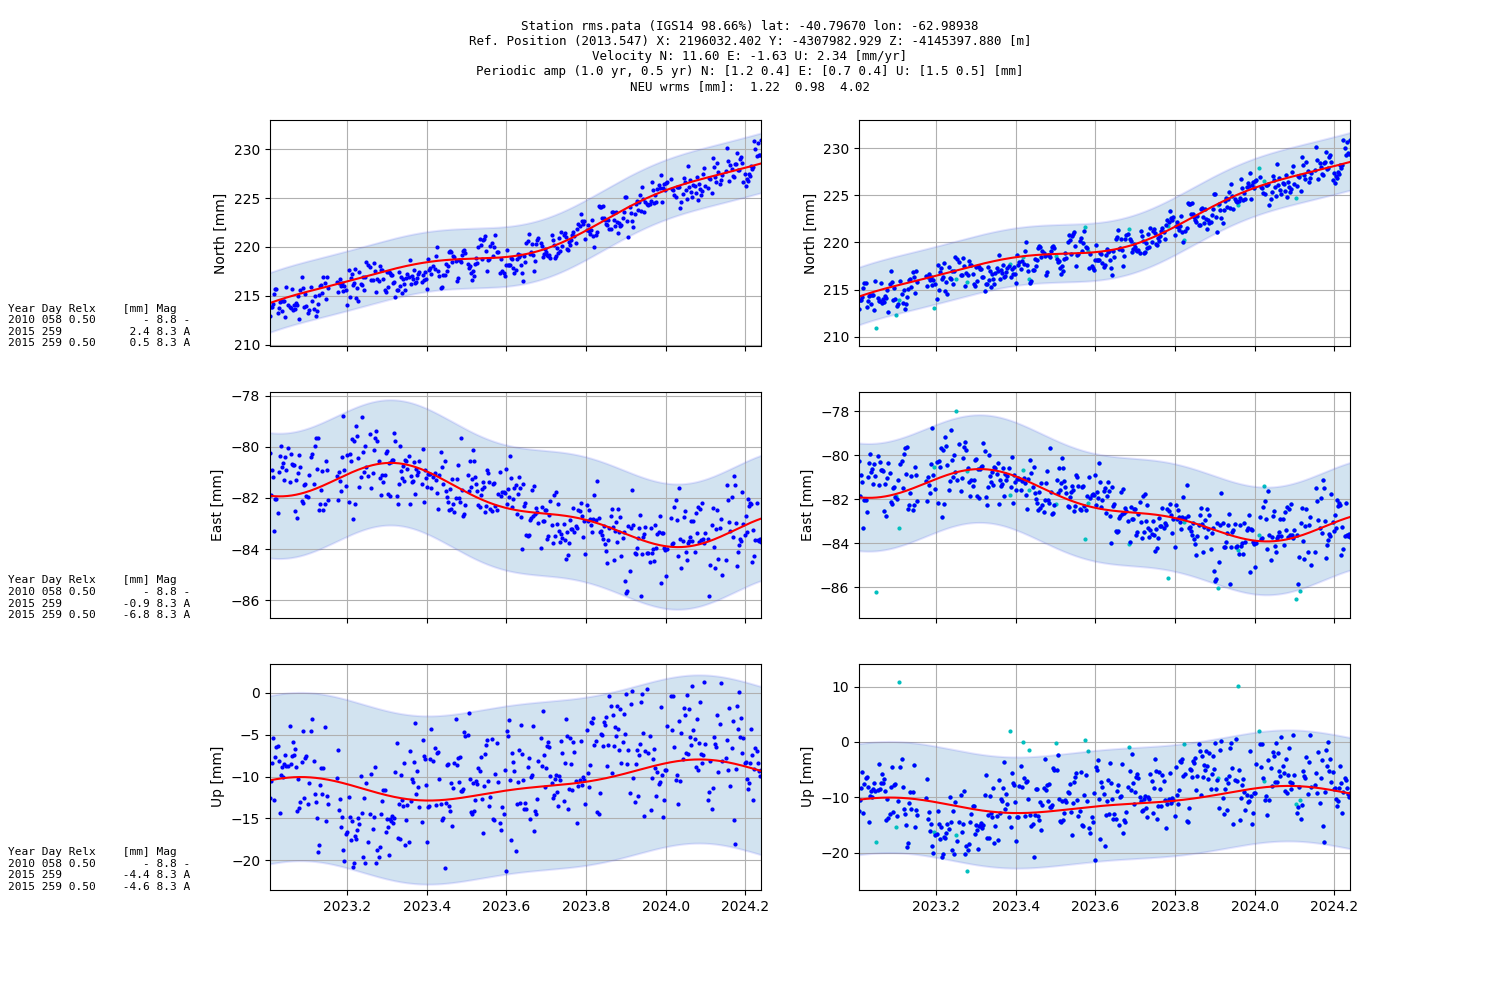 Station rms.pata (IGS14 98.66%) lat: -40.79670 lon: -62.98938
Ref. Position (2013.547) X: 2196032.402 Y: -4307982.929 Z: -4145397.880 [m]
Velocity N: 11.60 E: -1.63 U: 2.34 [mm/yr]
Periodic amp (1.0 yr, 0.5 yr) N: [1.2 0.4] E: [0.7 0.4] U: [1.5 0.5] [mm]
NEU wrms [mm]:  1.22  0.98  4.02
North [mm]
230
225
220
215
210
North [mm]
230
225
220
215
210
Year Day Relx    [mm] Mag
2010 058 0.50       - 8.8 -
2015 259          2.4 8.3 A
2015 259 0.50     0.5 8.3 A
East [mm]
−78
−80
−82
−84
−86
East [mm]
−78
−80
−82
−84
−86
Year Day Relx    [mm] Mag
2010 058 0.50       - 8.8 -
2015 259         -0.9 8.3 A
2015 259 0.50    -6.8 8.3 A
Up [mm]
0
−5
−10
−15
−20
Up [mm]
10
0
−10
−20
Year Day Relx    [mm] Mag
2010 058 0.50       - 8.8 -
2015 259         -4.4 8.3 A
2015 259 0.50    -4.6 8.3 A
2023.2 2023.4 2023.6 2023.8 2024.0 2024.2
2023.2 2023.4 2023.6 2023.8 2024.0 2024.2